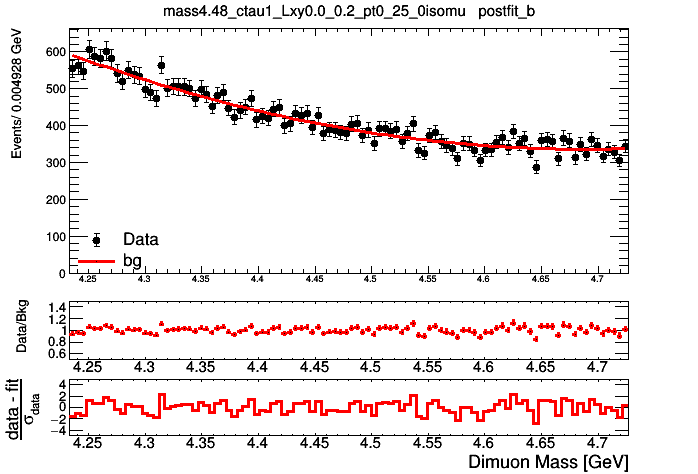 mass4.48_ctau1_Lxy0.0_0.2_pt0_25_0isomu postfit_b
Events/ 0.004928 GeV
600
500
400
300
200
100
0
Data
bg
4.25 4.3 4.35 4.4 4.45 4.5 4.55 4.6 4.65 4.7
Data/Bkg
1.4
1.2
1
0.8
0.6
4.25 4.3 4.35 4.4 4.45 4.5 4.55 4.6 4.65 4.7
data - fit
σdata
4
2
0
−2
−4
4.25 4.3 4.35 4.4 4.45 4.5 4.55 4.6 4.65 4.7
Dimuon Mass [GeV]